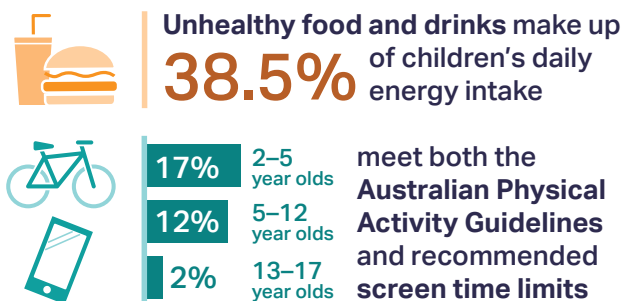 Unhealthy food and drinks make up
38.5% of children’s daily
energy intake
17% 2–5
year olds
12% 5–12
year olds
2% 13–17
year olds
meet both the
Australian Physical
Activity Guidelines
and recommended
screen time limits